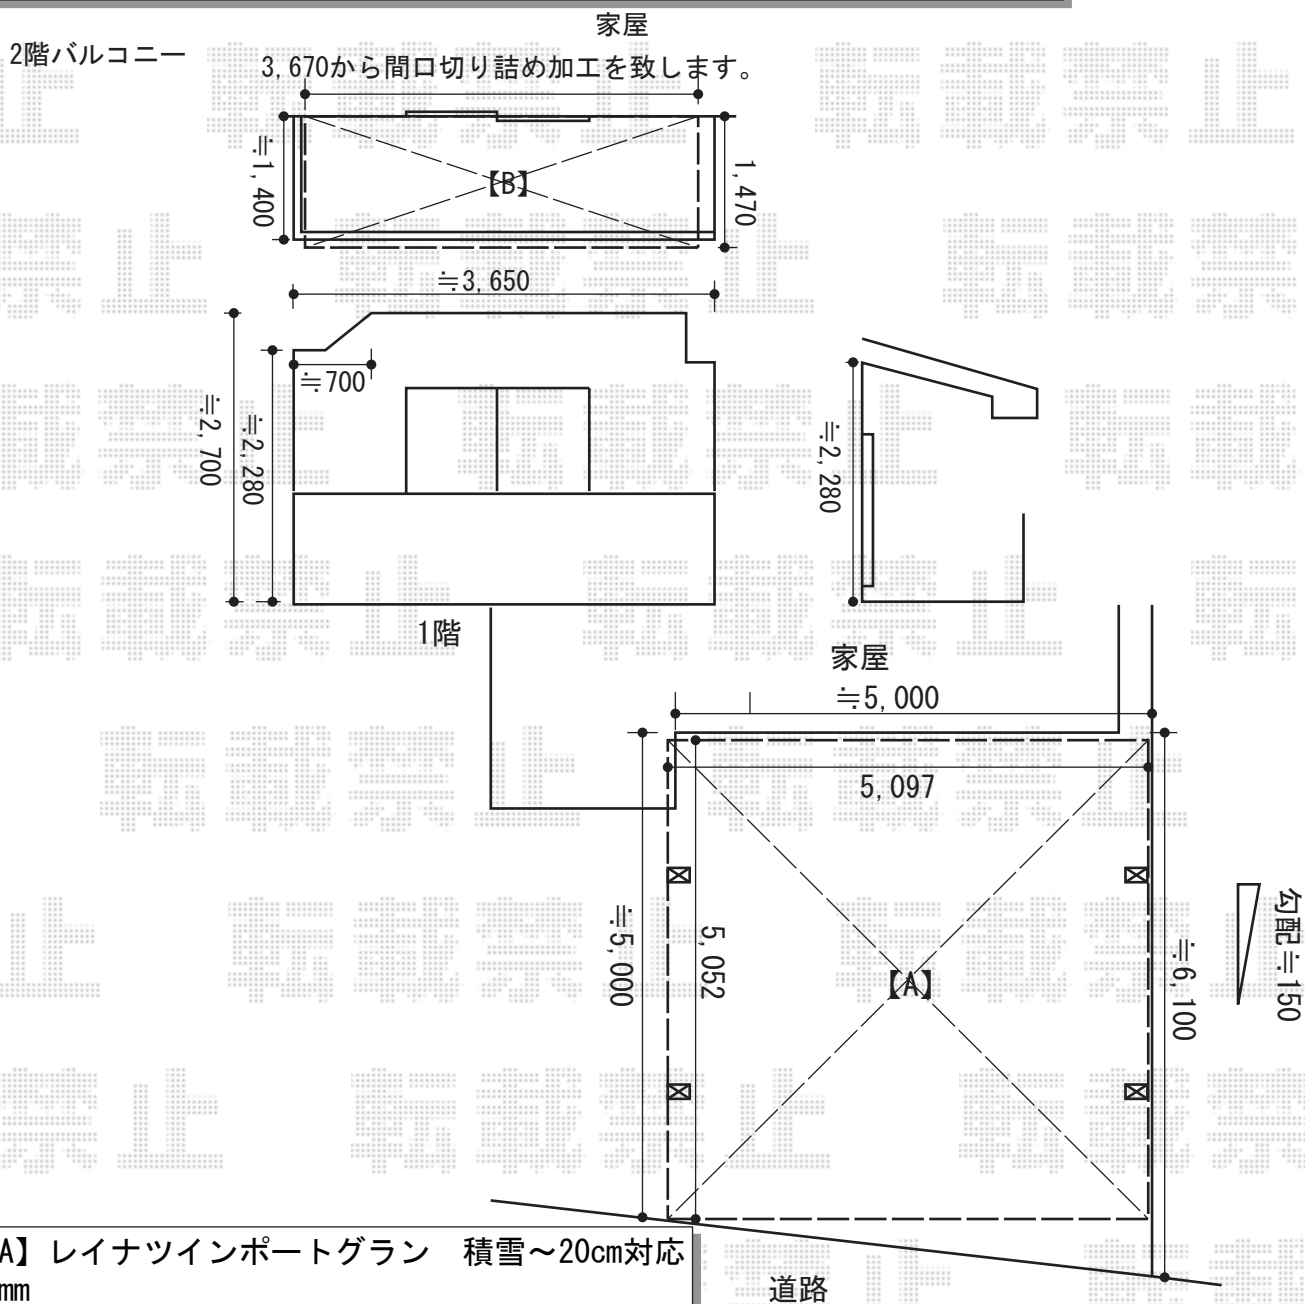 家屋
2階バルコニー
3,670から間口切り詰め加工を致します。
≒1,400
【B】
1,470
≒3,650
≒700
≒2,700
≒2,280
≒2,280
1階
家屋
≒5,000
5,097
≒5,000
5,052
【A】
≒6,100
勾配≒150
A】レイナツインポートグラン 積雪～20cm対応
mm
道路
転載禁止